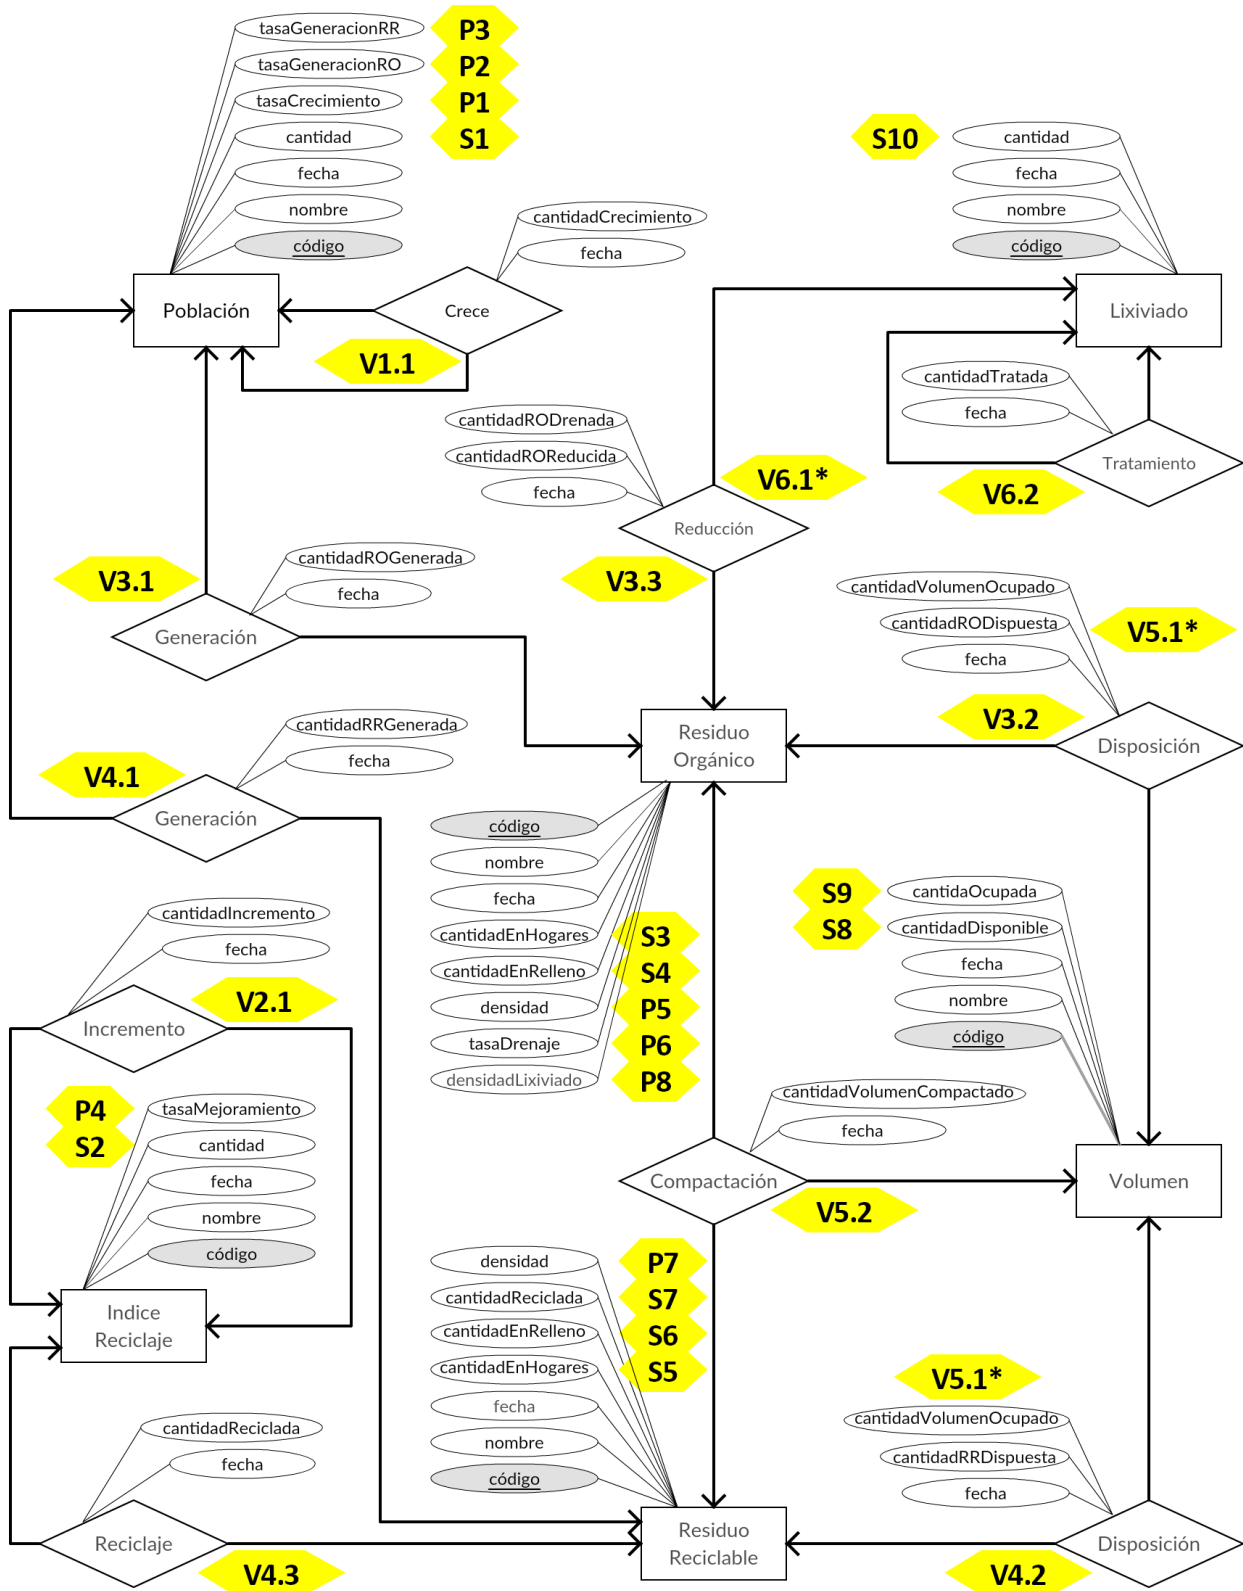 tasaGeneracionRR
P3
tasaGeneracionRO
P2
tasaCrecimiento
P1
cantidad
S1
fecha
nombre
código
Población
cantidadCrecimiento
fecha
Crece
V1.1
S10
cantidad
fecha
nombre
código
Lixiviado
cantidadTratada
fecha
Tratamiento
V6.2
cantidadRODrenada
cantidadROReducida
fecha
V6.1*
Reducción
V3.3
V3.1
cantidadROGenerada
fecha
Generación
cantidadVolumenOcupado
cantidadRODispuesta
fecha
V5.1*
V3.2
Disposición
Residuo
Orgánico
V4.1
cantidadRRGenerada
fecha
Generación
código
nombre
fecha
cantidadEnHogares
S3
cantidadEnRelleno
S4
densidad
P5
tasaDrenaje
P6
densidadLixiviado
P8
S9
cantidaOcupada
S8
cantidadDisponible
fecha
nombre
código
cantidadIncremento
fecha
V2.1
Incremento
P4
tasaMejoramiento
S2
cantidad
fecha
nombre
código
Indice
Reciclaje
cantidadVolumenCompactado
fecha
Compactación
V5.2
Volumen
densidad
P7
cantidadReciclada
S7
cantidadEnRelleno
S6
cantidadEnHogares
S5
fecha
nombre
código
V5.1*
cantidadVolumenOcupado
cantidadRRDispuesta
fecha
Disposición
V4.2
cantidadReciclada
fecha
Reciclaje
V4.3
Residuo
Reciclable